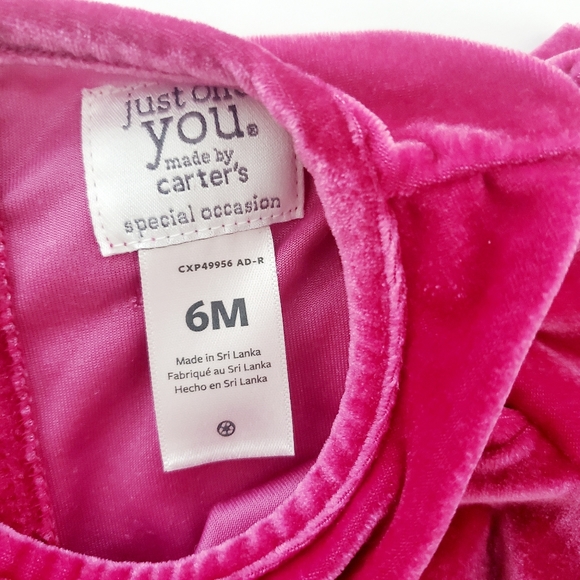 just one
you.®
made by
carter's
special occasion
CXP49956 AD-R
6M
Made in Sri Lanka
Fabriqué au Sri Lanka
Hecho en Sri Lanka